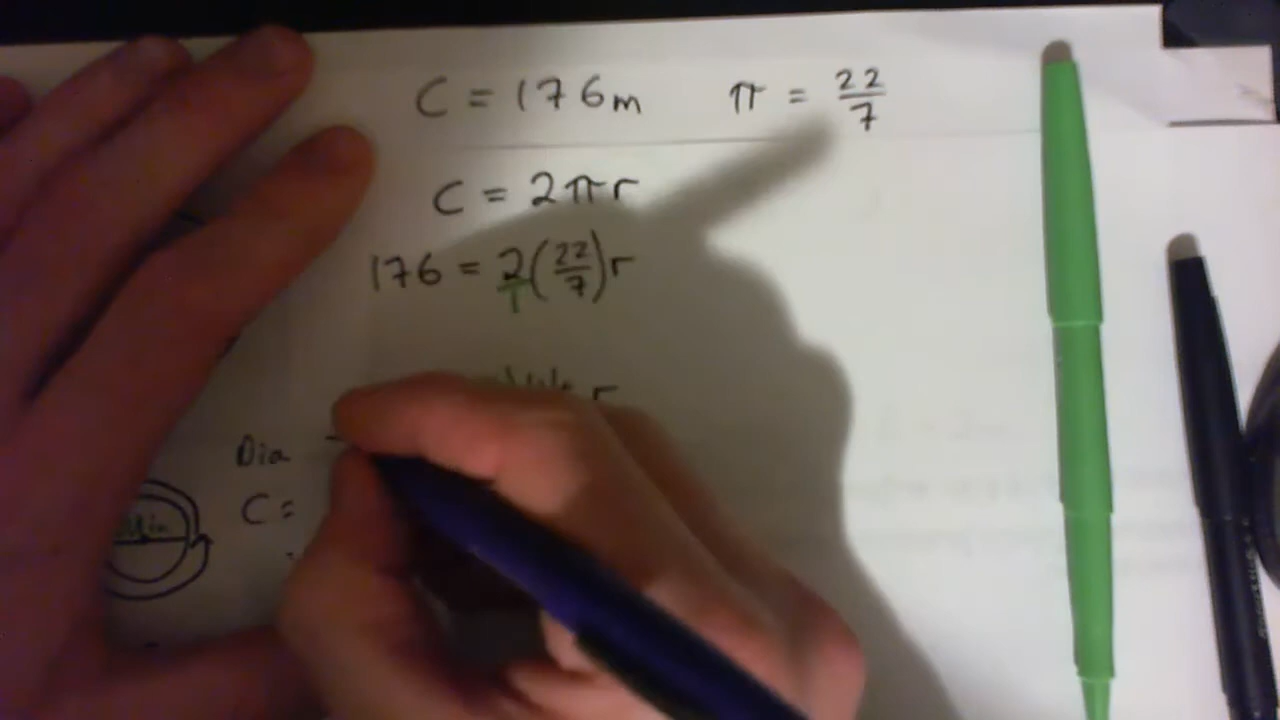 C = 176m π = 22/7
C = 2πr
176 = 2/1 (22/7) r
r
Dia
C =